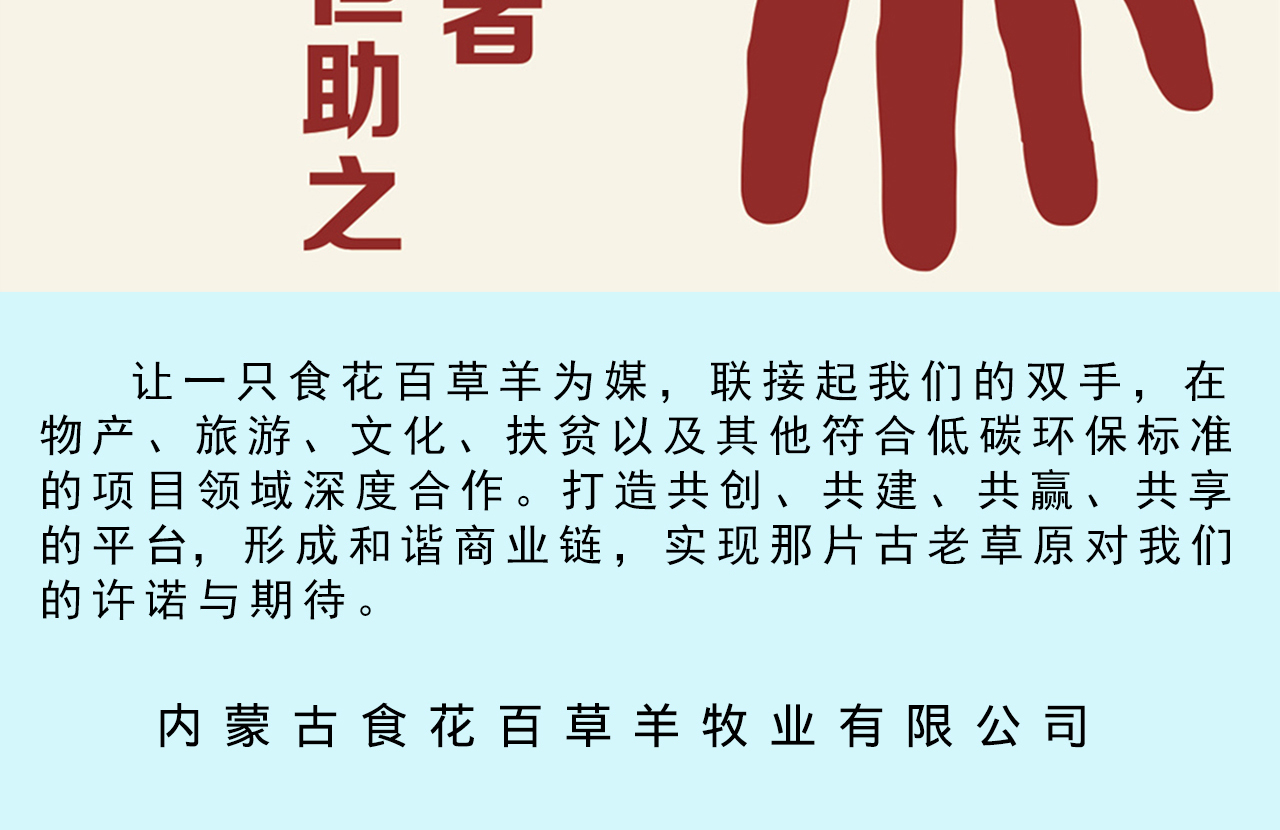 者
助之
让一只食花百草羊为媒，联接起我们的双手，在
物产、旅游、文化、扶贫以及其他符合低碳环保标准
的项目领域深度合作。打造共创、共建、共赢、共享
的平台，形成和谐商业链，实现那片古老草原对我们
的许诺与期待。
内蒙古食花百草羊牧业有限公司